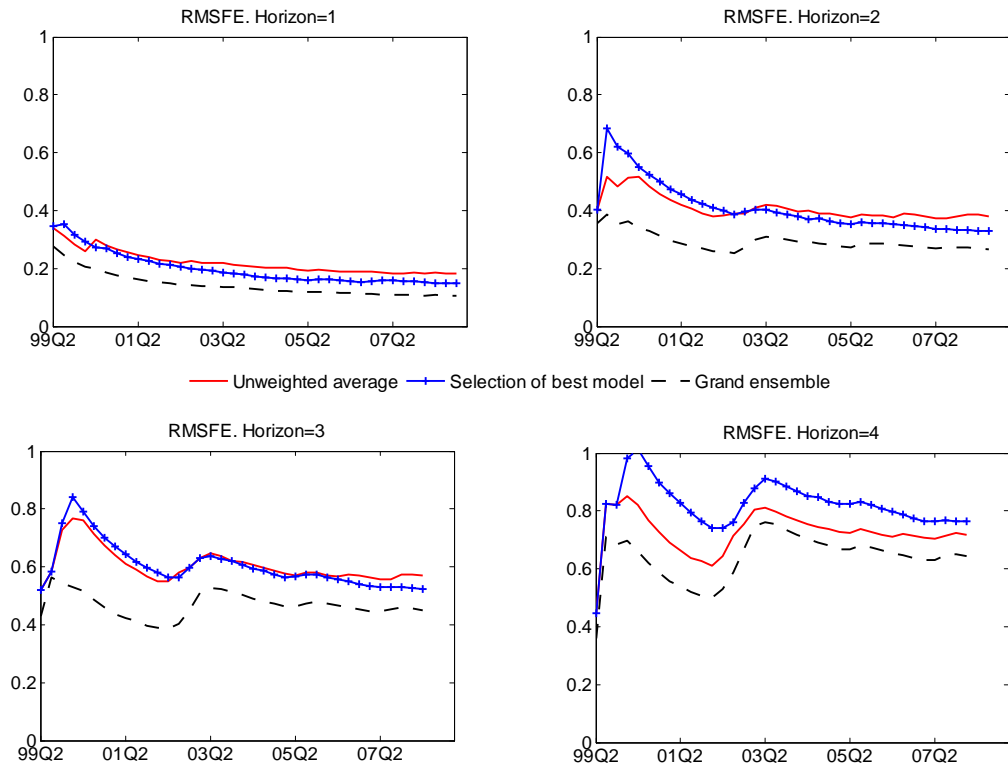 RMSFE. Horizon=1
1
0.8
0.6
0.4
0.2
0
99Q2 01Q2 03Q2 05Q2 07Q2
RMSFE. Horizon=2
1
0.8
0.6
0.4
0.2
0
99Q2 01Q2 03Q2 05Q2 07Q2
Unweighted average Selection of best model Grand ensemble
RMSFE. Horizon=3
1
0.8
0.6
0.4
0.2
0
99Q2 01Q2 03Q2 05Q2 07Q2
RMSFE. Horizon=4
1
0.8
0.6
0.4
0.2
0
99Q2 01Q2 03Q2 05Q2 07Q2